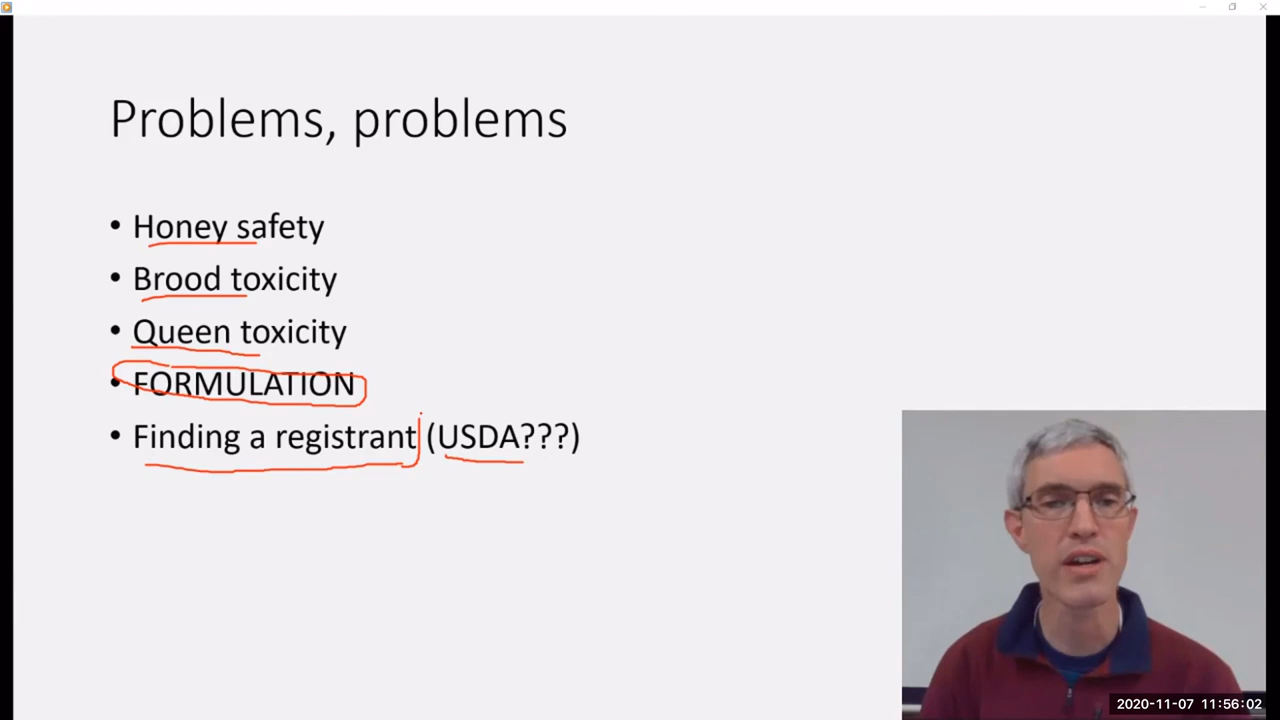 Problems, problems
• Honey safety
• Brood toxicity
• Queen toxicity
• FORMULATION
• Finding a registrant (USDA???)
2020-11-07 11:56:02